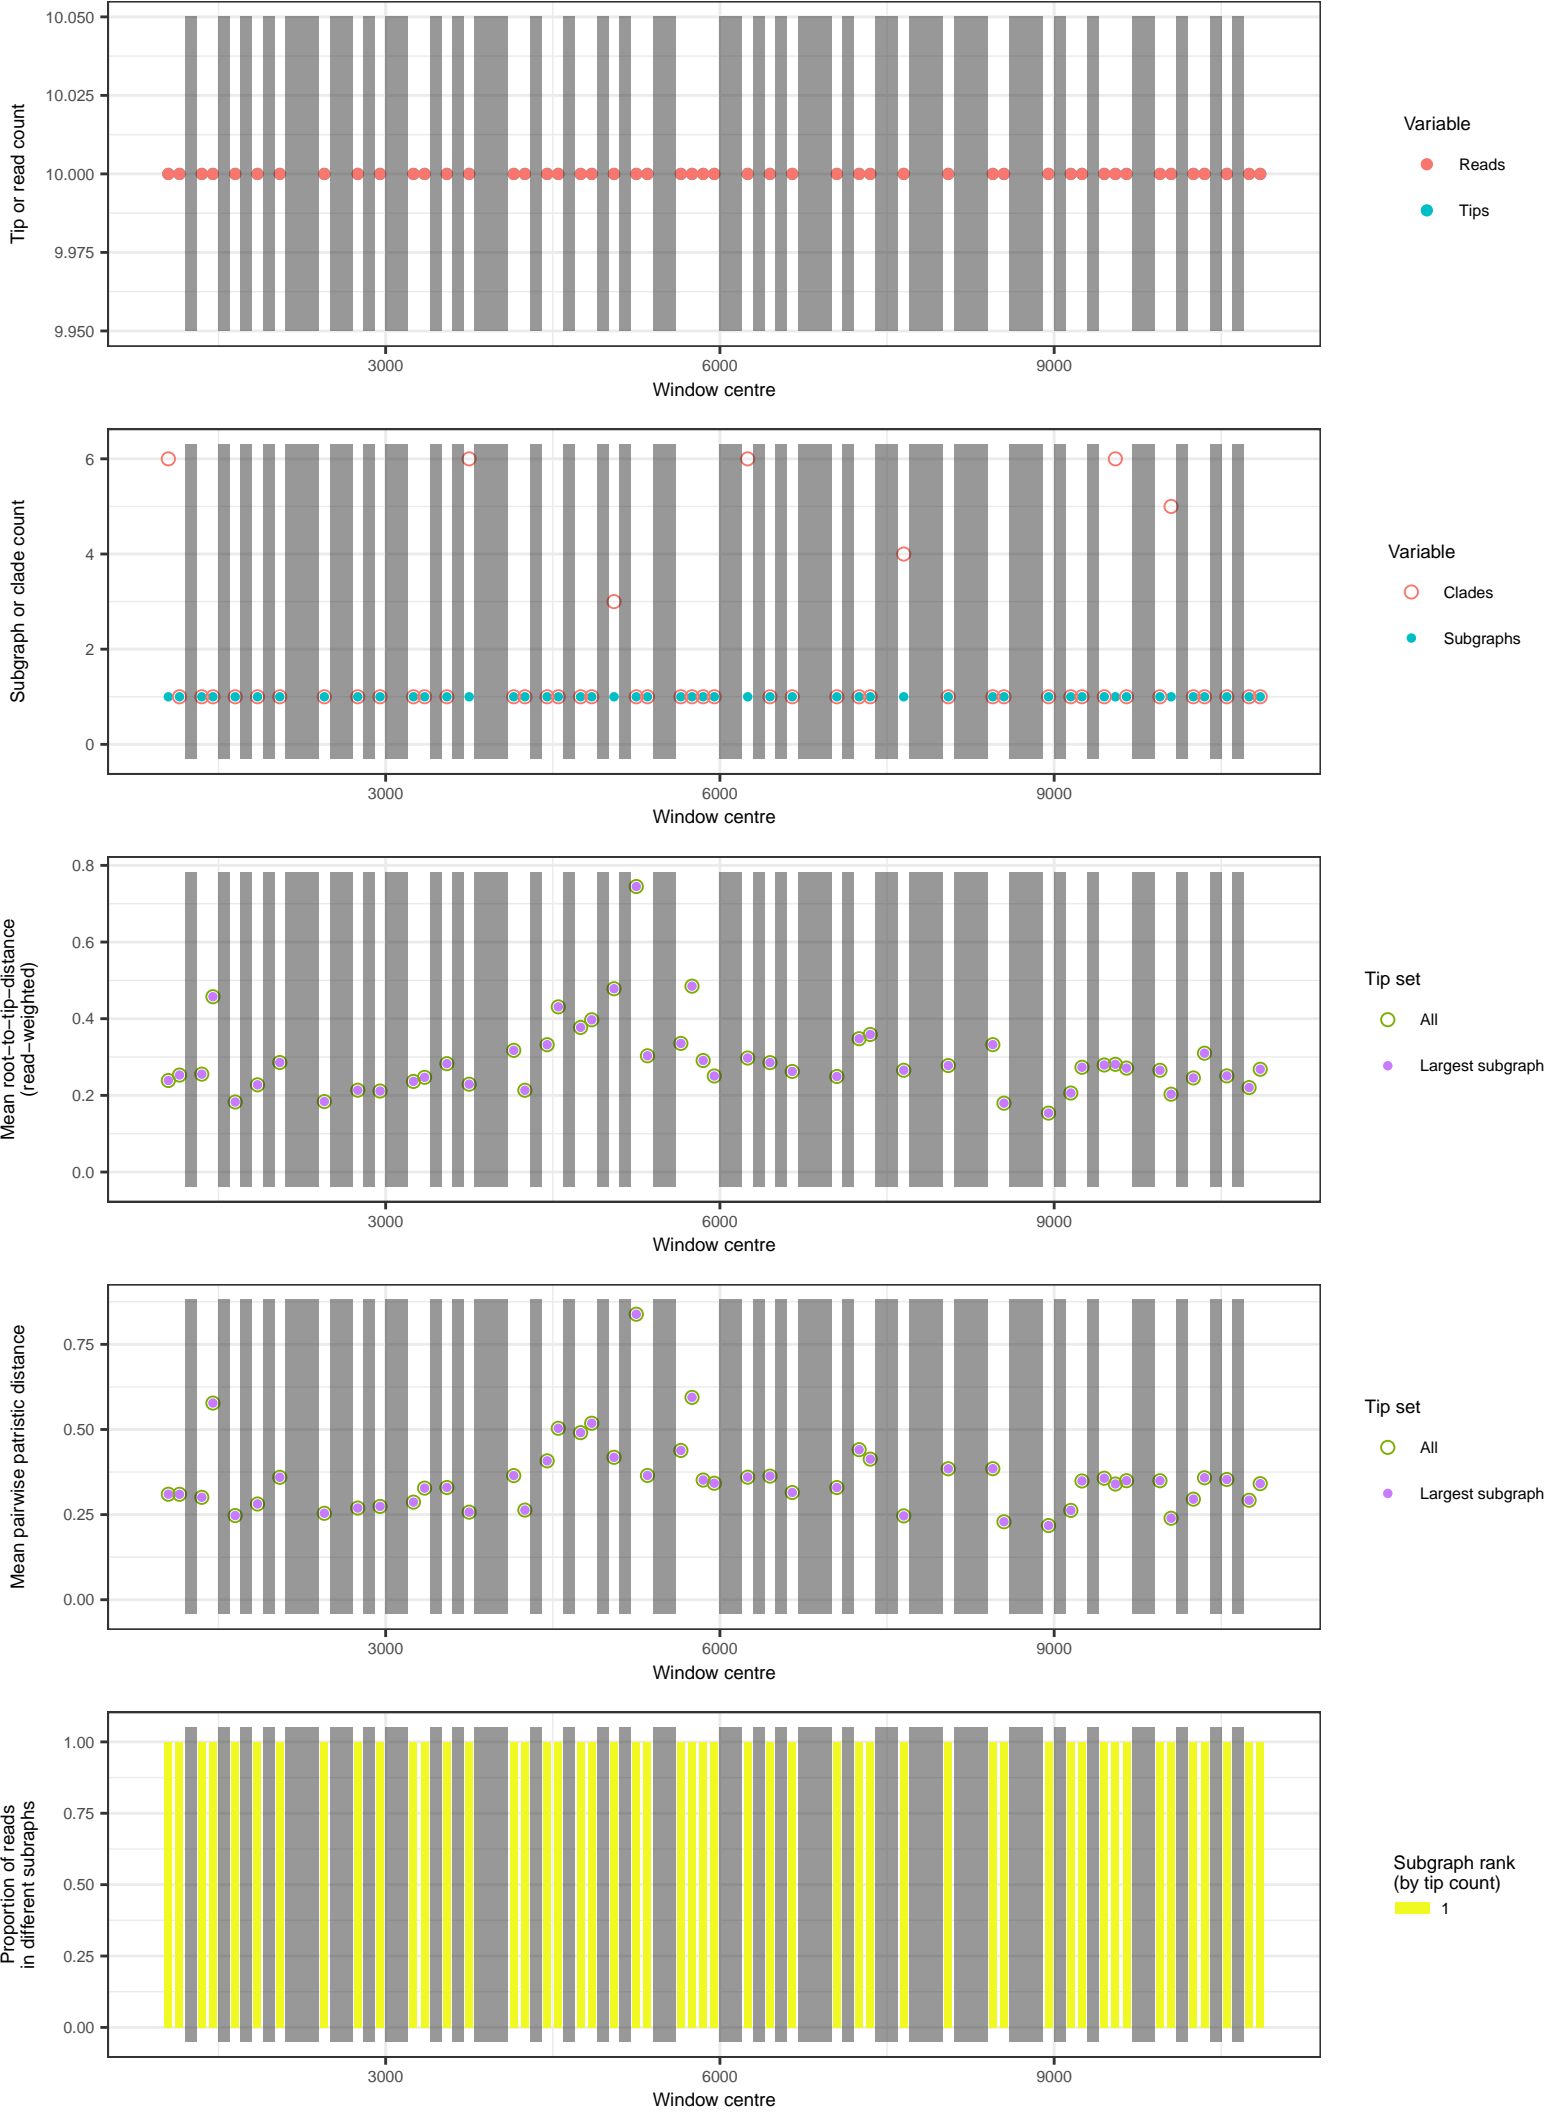 10.050
10.025
10.000
9.975
9.950
Tip or read count
3000
6000
9000
Window centre
Variable
Reads
Tips
6
4
2
0
Subgraph or clade count
3000
6000
9000
Window centre
Variable
Clades
Subgraphs
0.8
0.6
0.4
0.2
0.0
Mean root−to−tip−distance
(read−weighted)
3000
6000
9000
Window centre
Tip set
All
Largest subgraph
0.75
0.50
0.25
0.00
Mean pairwise patristic distance
3000
6000
9000
Window centre
Tip set
All
Largest subgraph
1.00
0.75
0.50
0.25
0.00
Proportion of reads
in different subraphs
3000
6000
9000
Window centre
Subgraph rank
(by tip count)
1